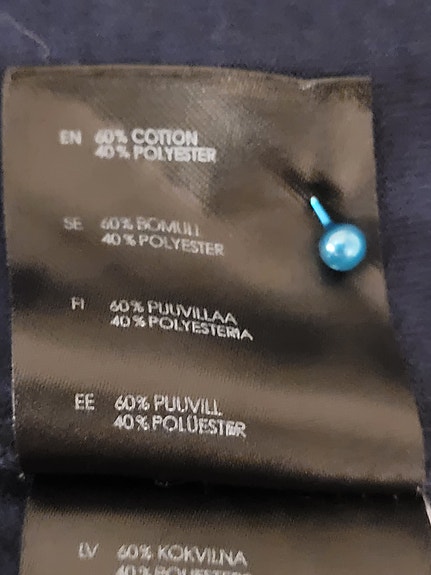 EN 60% COTTON
40% POLYESTER
SE 60% BOMULL
40% POLYESTER
FI 60% PUUVILLAA
40% POLYESTERIA
EE 60% PUUVILL
40% POLÜESTER
LV 60% KOKVILNA
40%